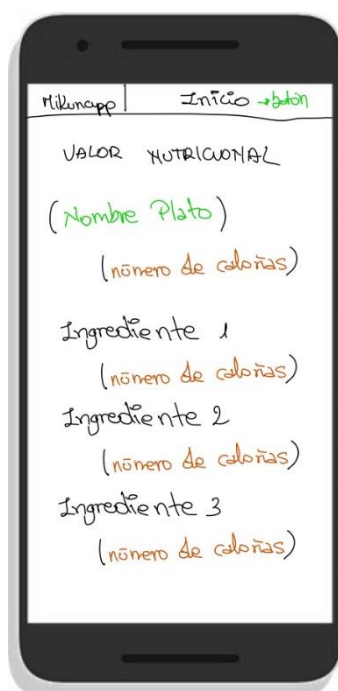 Mikunapp | Inicio → botón
VALOR NUTRICIONAL
(Nombre Plato)
(número de calorías)
Ingrediente 1
(número de calorías)
Ingrediente 2
(número de calorías)
Ingrediente 3
(número de calorías)